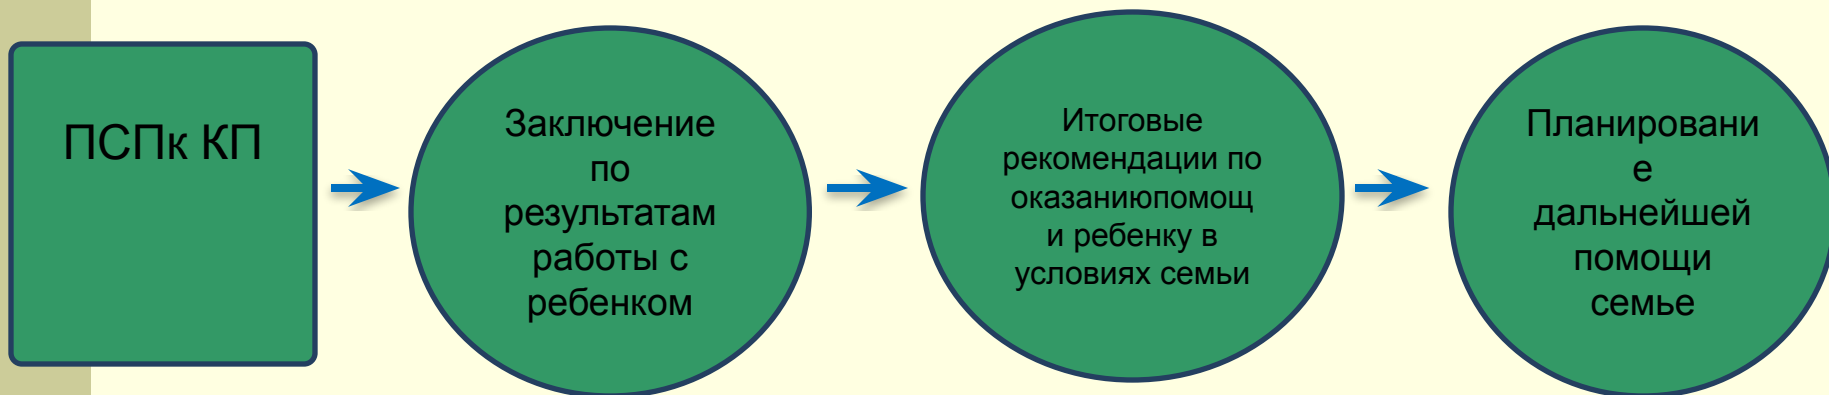 ПСПк КП
Заключение
по
результатам
работы с
ребенком
Итоговые
рекомендации по
оказаниюпомощ
и ребенку в
условиях семьи
Планировани
е
дальнейшей
помощи
семье